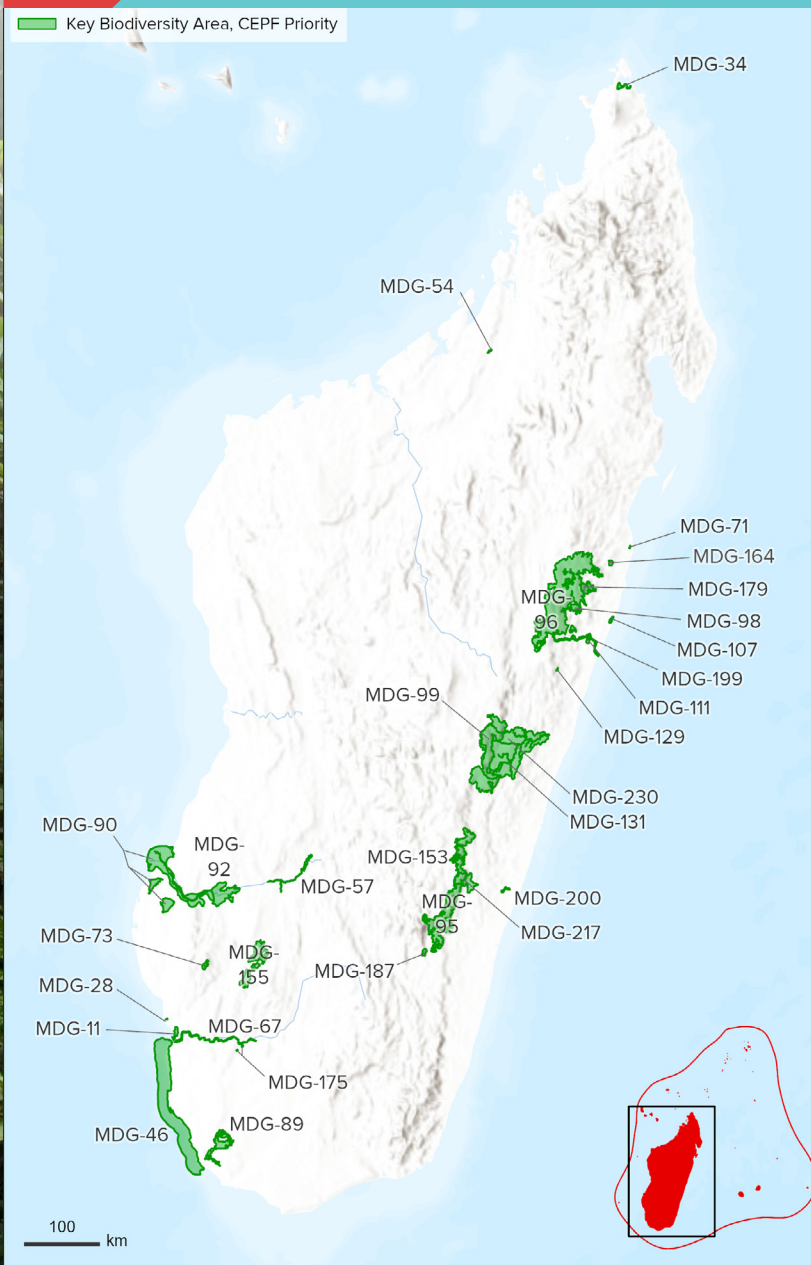 Key Biodiversity Area, CEPF Priority
MDG-34
MDG-54
MDG-71
MDG-164
MDG-179
MDG-
96
MDG-98
MDG-107
MDG-199
MDG-111
MDG-99
MDG-129
MDG-230
MDG-131
MDG-90
MDG-
92
MDG-153
MDG-57
MDG-200
MDG-
95
MDG-217
MDG-73
MDG-
155
MDG-187
MDG-28
MDG-11
MDG-67
MDG-175
MDG-89
MDG-46
100
km